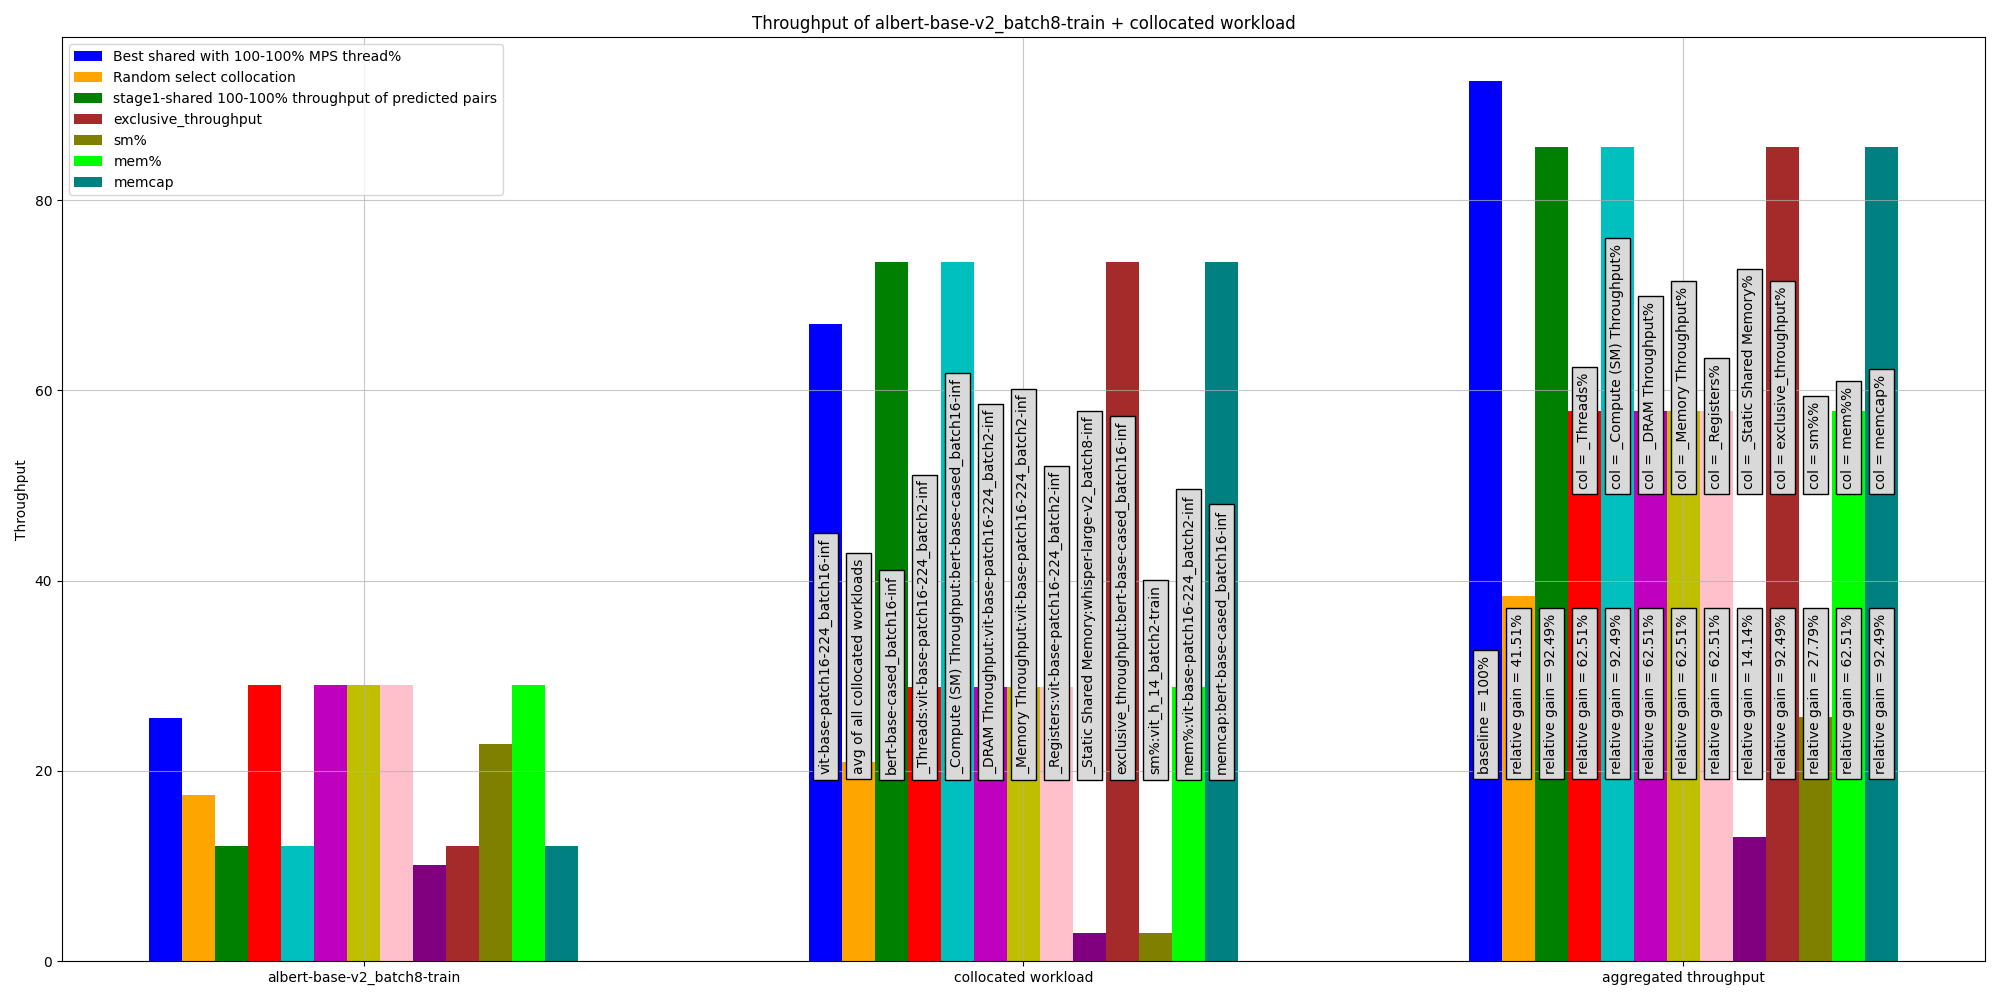 Throughput of albert-base-v2_batch8-train + collocated workload
Best shared with 100-100% MPS thread%
Random select collocation
stage1-shared 100-100% throughput of predicted pairs
exclusive_throughput
sm%
mem%
memcap
Throughput
80
60
40
20
0
vit-base-patch16-224_batch16-inf
avg of all collocated workloads
bert-base-cased_batch16-inf
_Threads:vit-base-patch16-224_batch2-inf
_Compute (SM) Throughput:bert-base-cased_batch16-inf
_DRAM Throughput:vit-base-patch16-224_batch2-inf
_Memory Throughput:vit-base-patch16-224_batch2-inf
_Registers:vit-base-patch16-224_batch2-inf
_Static Shared Memory:whisper-large-v2_batch8-inf
exclusive_throughput:bert-base-cased_batch16-inf
sm%:vit_h_14_batch2-train
mem%:vit-base-patch16-224_batch2-inf
memcap:bert-base-cased_batch16-inf
col = _Threads%
col = _Compute (SM) Throughput%
col = _DRAM Throughput%
col = _Memory Throughput%
col = _Registers%
col = _Static Shared Memory%
col = exclusive_throughput%
col = sm%%
col = mem%%
col = memcap%
baseline = 100%
relative gain = 41.51%
relative gain = 92.49%
relative gain = 62.51%
relative gain = 92.49%
relative gain = 62.51%
relative gain = 62.51%
relative gain = 62.51%
relative gain = 14.14%
relative gain = 92.49%
relative gain = 27.79%
relative gain = 62.51%
relative gain = 92.49%
albert-base-v2_batch8-train
collocated workload
aggregated throughput